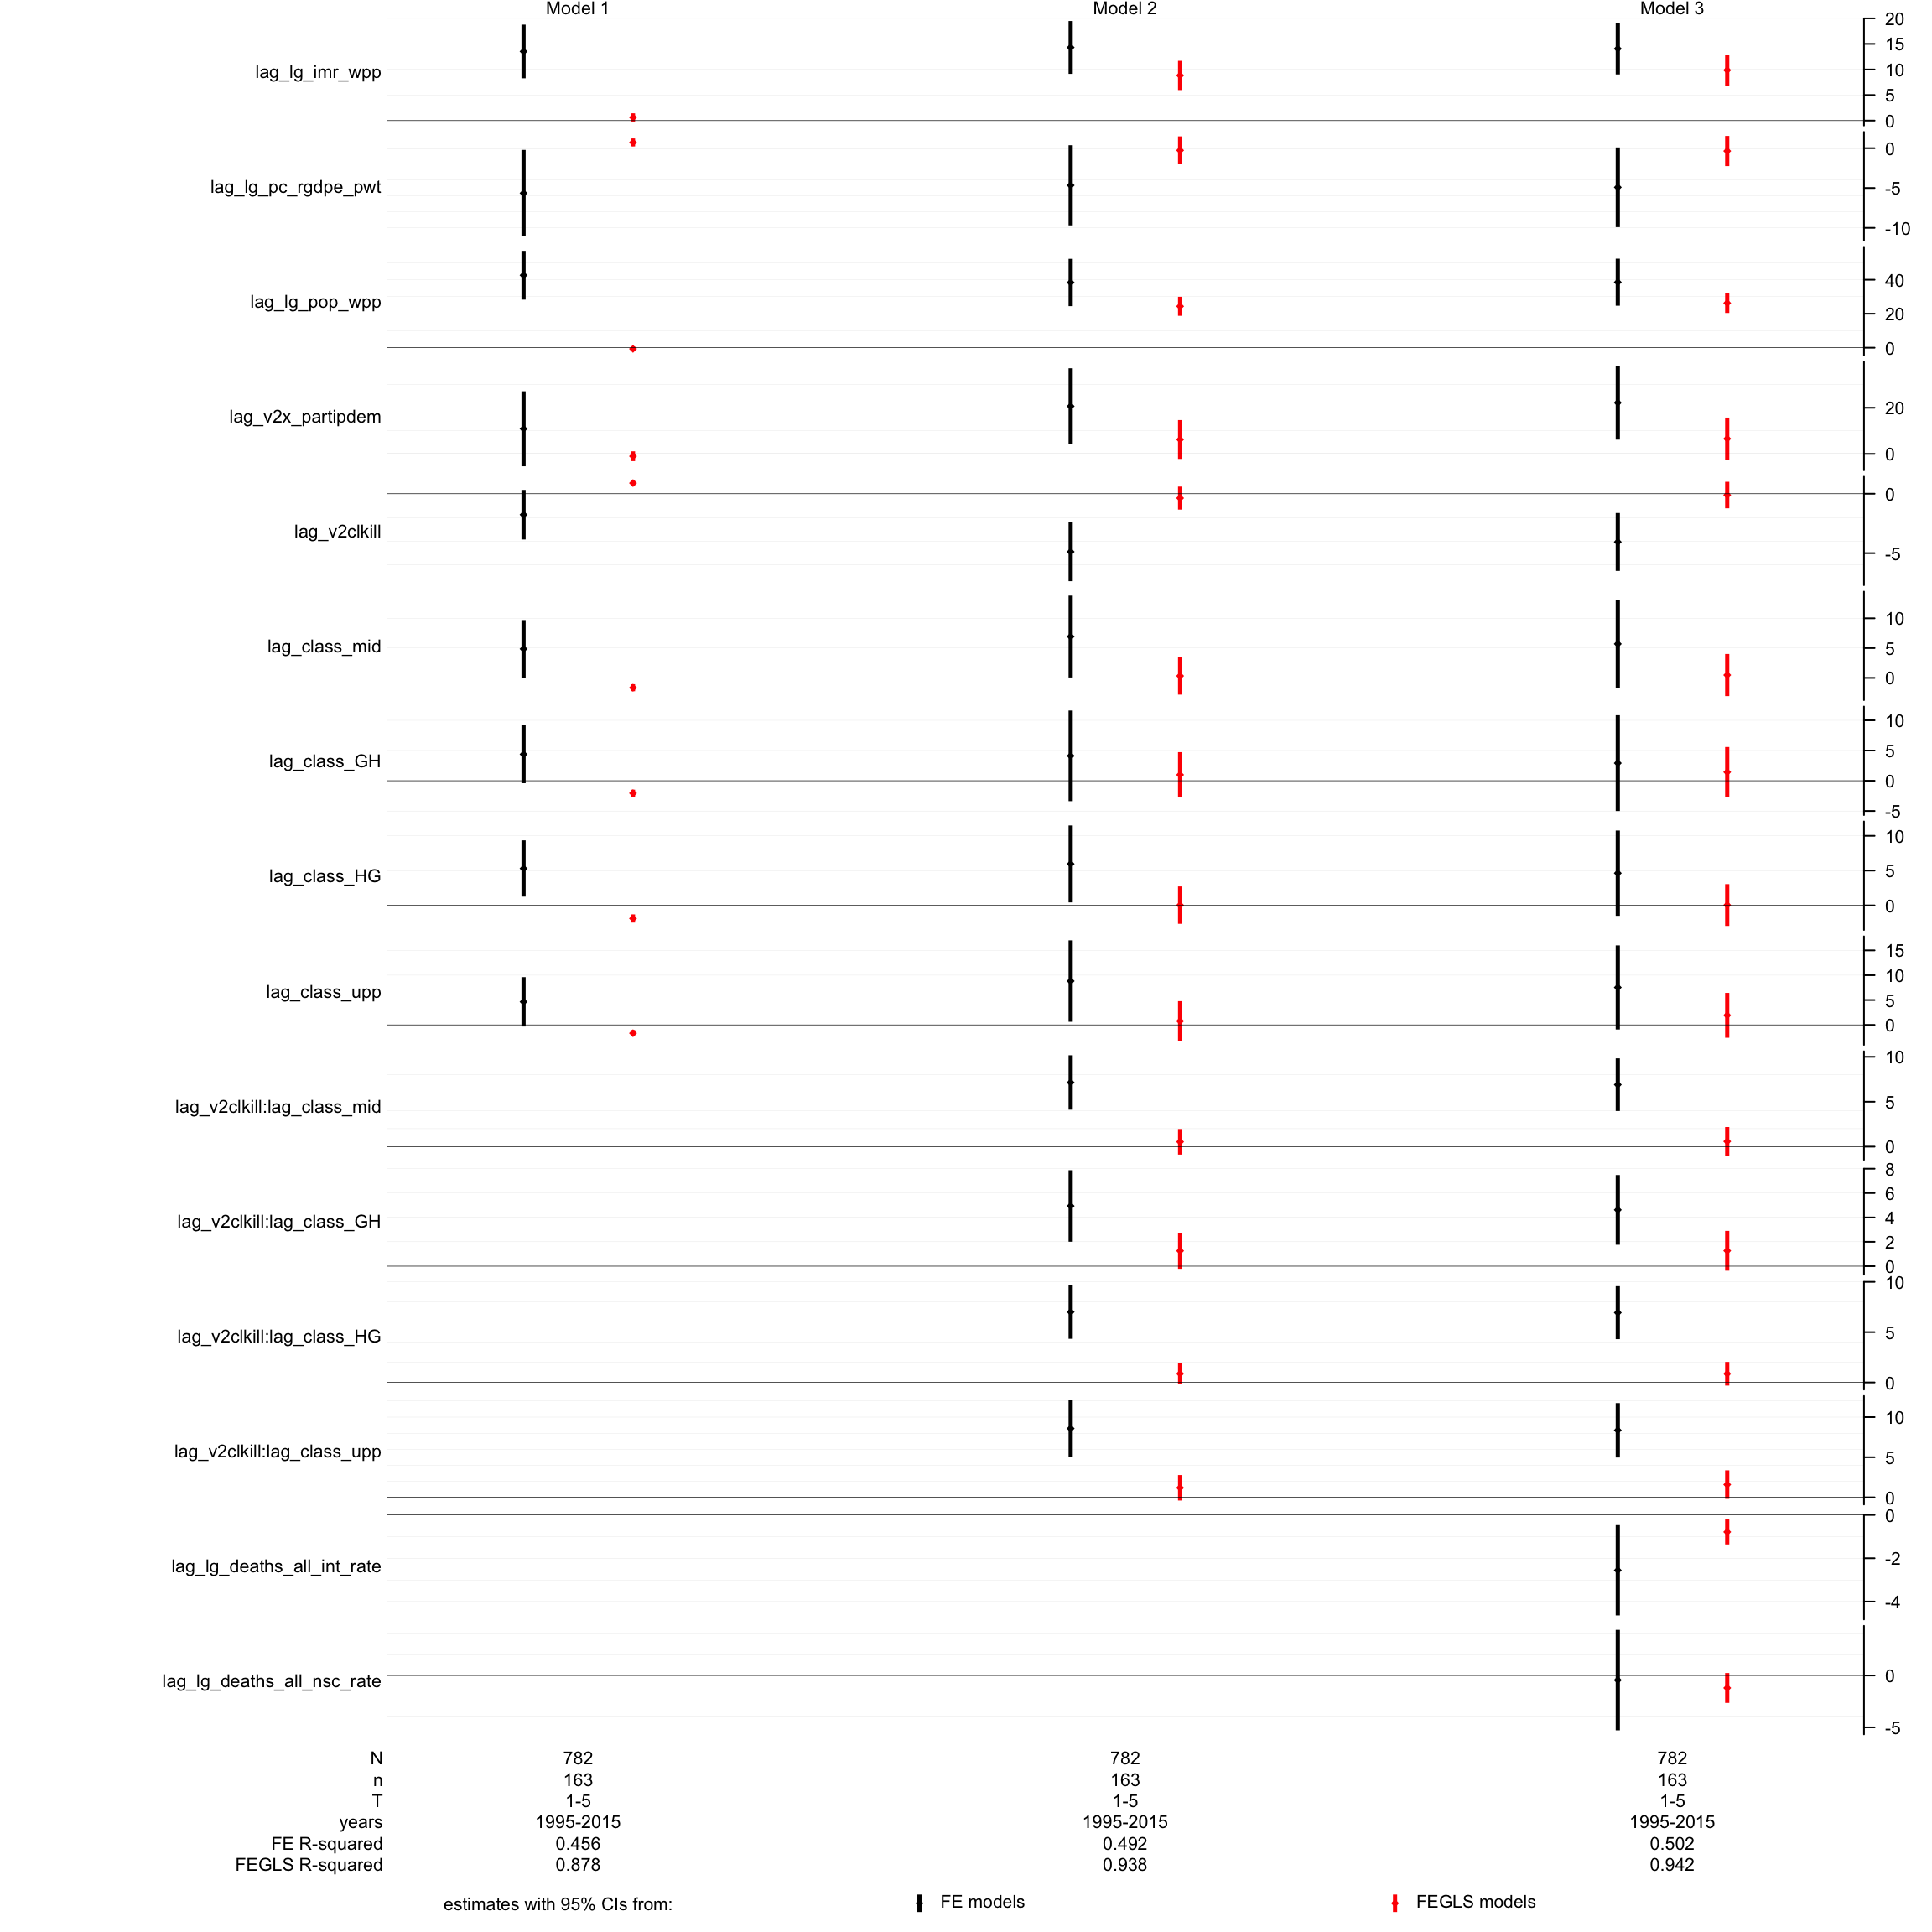 Model 1 Model 2 Model 3
lag_lg_imr_wpp
20
15
10
5
0
lag_lg_pc_rgdpe_pwt
0
-5
-10
lag_lg_pop_wpp
40
20
0
lag_v2x_partipdem
20
0
lag_v2clkill
0
-5
lag_class_mid
10
5
0
lag_class_GH
10
5
0
-5
lag_class_HG
10
5
0
lag_class_upp
15
10
5
0
lag_v2clkill:lag_class_mid
10
5
0
lag_v2clkill:lag_class_GH
8
6
4
2
0
lag_v2clkill:lag_class_HG
10
5
0
lag_v2clkill:lag_class_upp
10
5
0
lag_lg_deaths_all_int_rate
0
-2
-4
lag_lg_deaths_all_nsc_rate
0
-5
N 782 782 782
n 163 163 163
T 1-5 1-5 1-5
years 1995-2015 1995-2015 1995-2015
FE R-squared 0.456 0.492 0.502
FEGLS R-squared 0.878 0.938 0.942
estimates with 95% CIs from: FE models FEGLS models